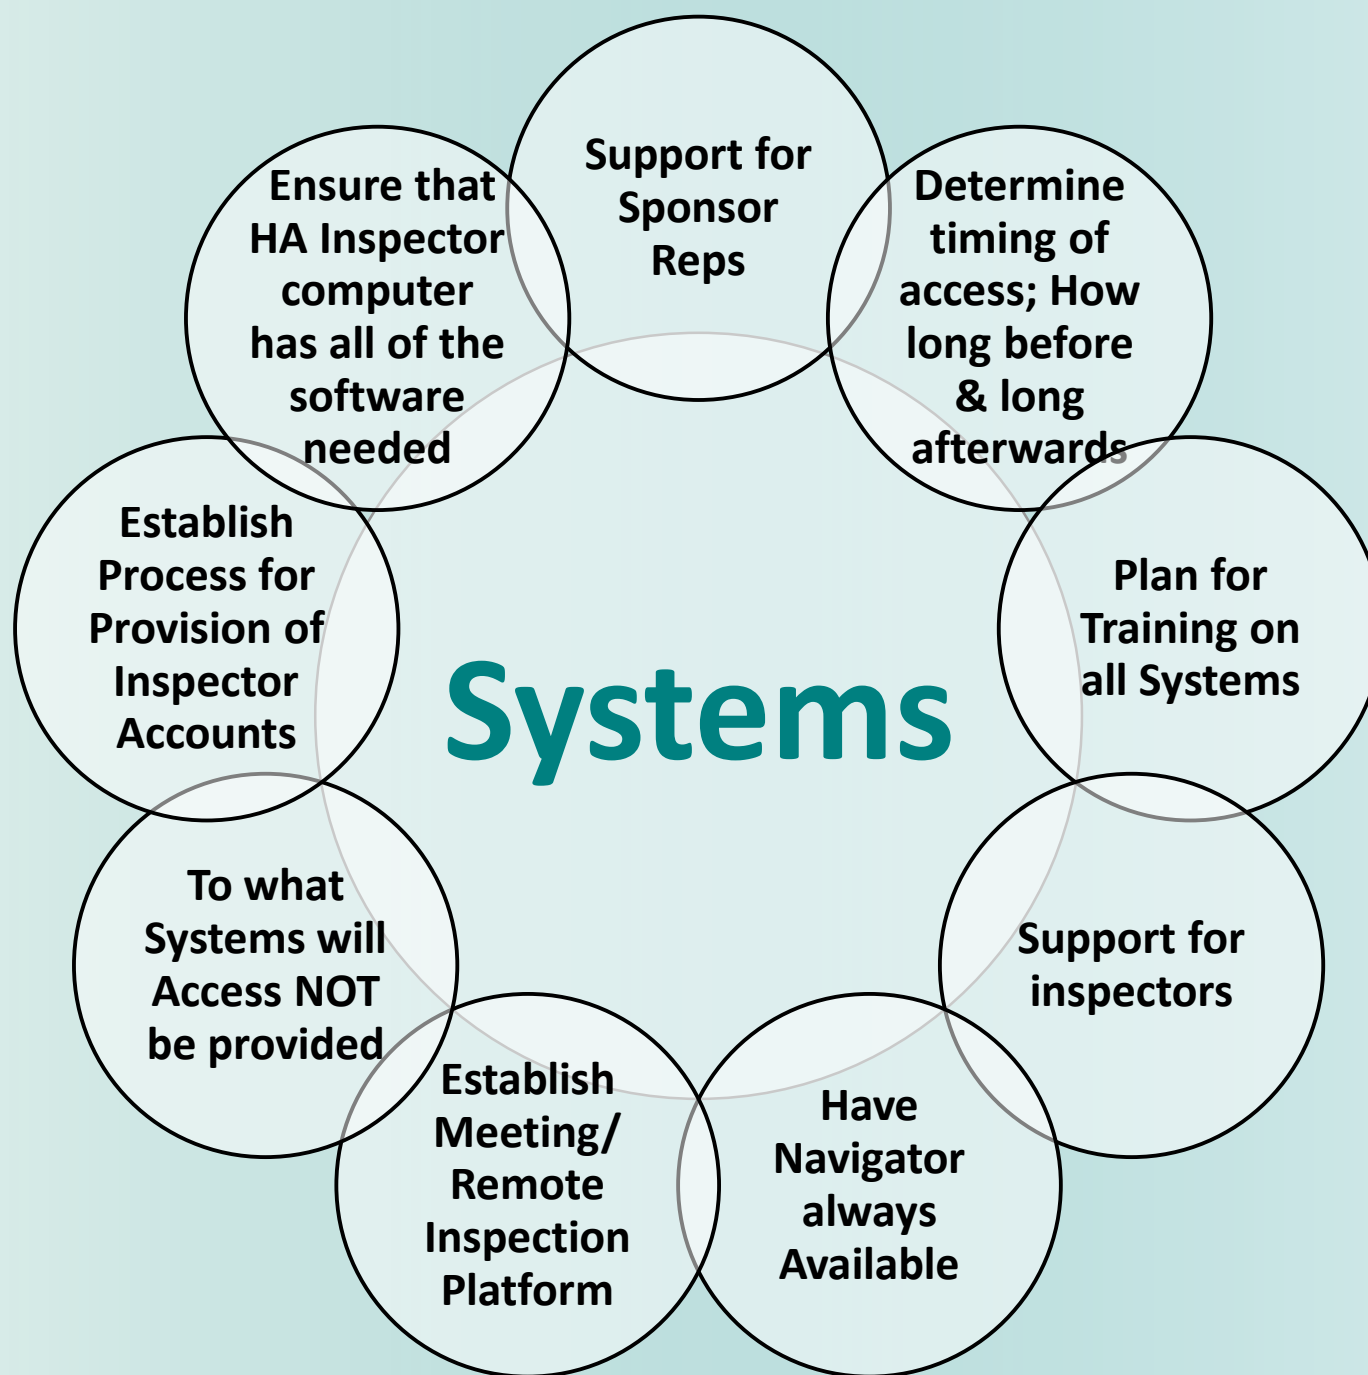 Support for
Sponsor
Reps
Determine
timing of
access; How
long before
& long
afterwards
Plan for
Training on
all Systems
Support for
inspectors
Have
Navigator
always
Available
Establish
Meeting/
Remote
Inspection
Platform
To what
Systems will
Access NOT
be provided
Establish
Process for
Provision of
Inspector
Accounts
Ensure that
HA Inspector
computer
has all of the
software
needed
Systems